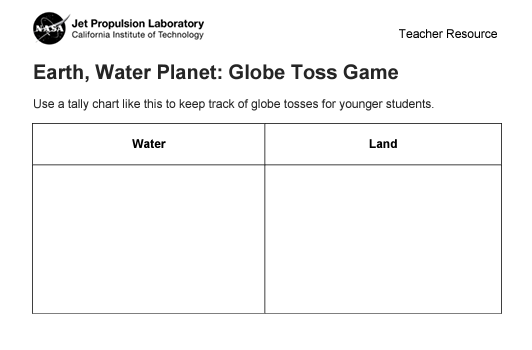 NASA
Jet Propulsion Laboratory
California Institute of Technology
Teacher Resource
Earth, Water Planet: Globe Toss Game
Use a tally chart like this to keep track of globe tosses for younger students.
Water
Land